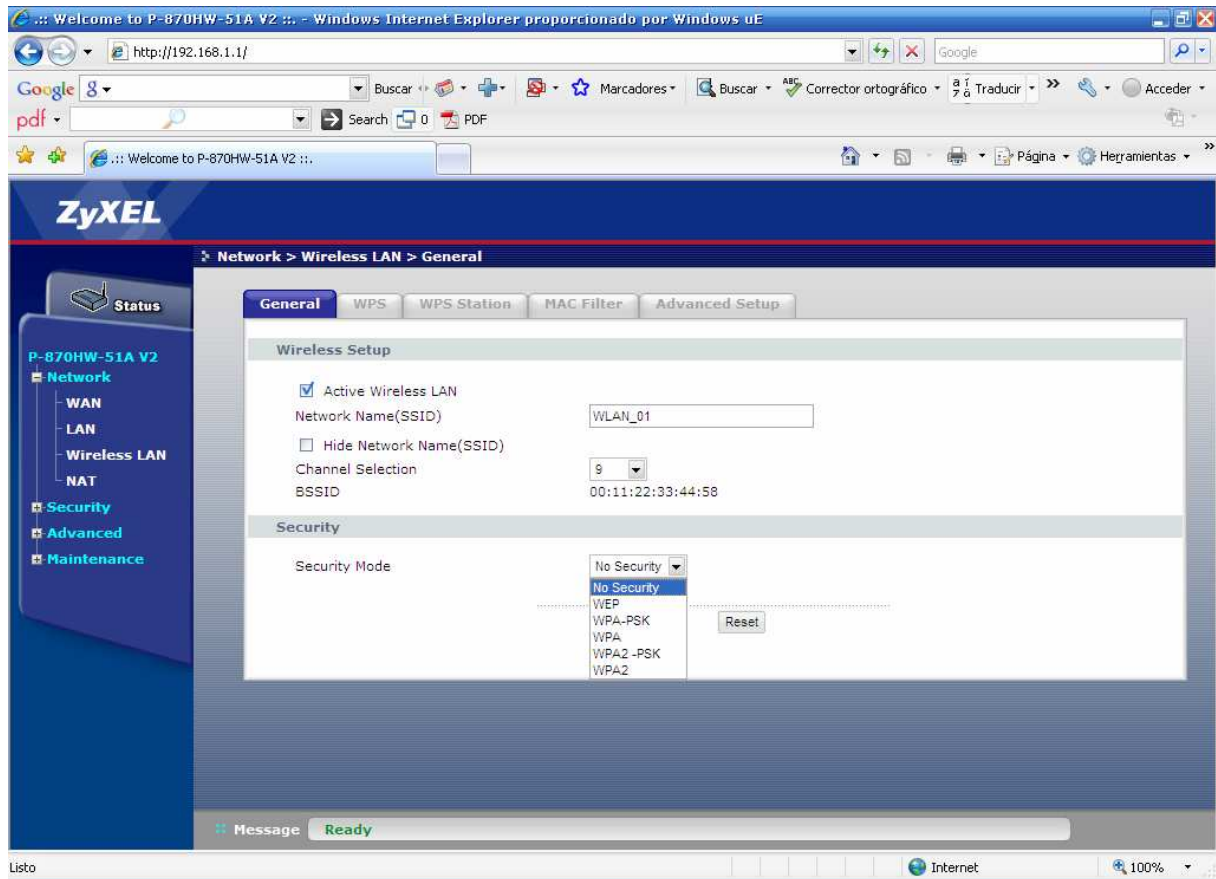 .:: Welcome to P-870HW-51A V2 ::. - Windows Internet Explorer proporcionado por Windows uE
http://192.168.1.1/
Google
Google
Buscar
Marcadores
Buscar
ABC Corrector ortográfico
Traducir
»
Acceder
pdf
Search
0
PDF
.:: Welcome to P-870HW-51A V2 ::.
Página
Herramientas
»
ZyXEL
Network > Wireless LAN > General
Status
General
WPS
WPS Station
MAC Filter
Advanced Setup
P-870HW-51A V2
Network
WAN
LAN
Wireless LAN
NAT
Security
Advanced
Maintenance
Wireless Setup
Active Wireless LAN
Network Name(SSID)
WLAN_01
Hide Network Name(SSID)
Channel Selection
9
BSSID
00:11:22:33:44:58
Security
Security Mode
No Security
No Security
WEP
WPA-PSK
WPA
WPA2 -PSK
WPA2
Reset
Message
Ready
Listo
Internet
100%